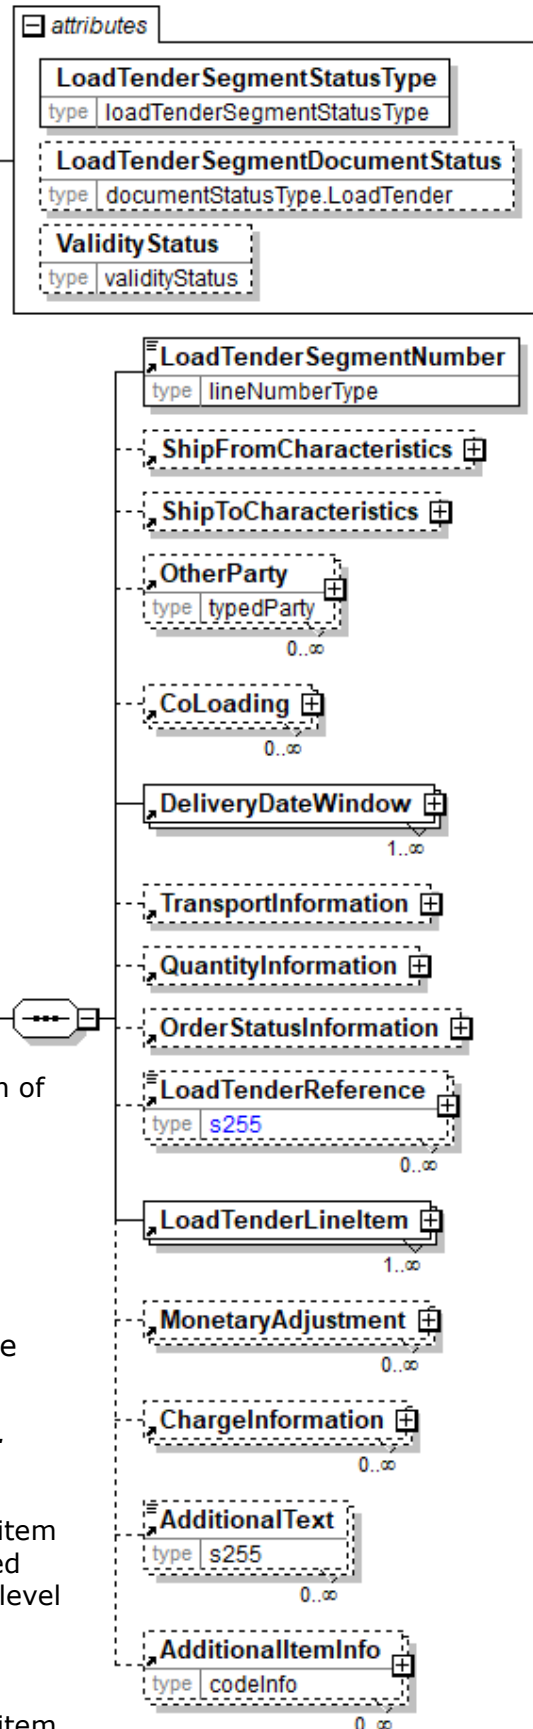 attributes
LoadTenderSegmentStatusType
type loadTenderSegmentStatusType
LoadTenderSegmentDocumentStatus
type documentStatusType.LoadTender
ValidityStatus
type validityStatus
LoadTenderSegmentNumber
type lineNumberType
ShipFromCharacteristics
ShipToCharacteristics
OtherParty
type typedParty
0..∞
CoLoading
0..∞
DeliveryDateWindow
1..∞
TransportInformation
QuantityInformation
OrderStatusInformation
n of
LoadTenderReference
type s255
0..∞
LoadTenderLineItem
1..∞
MonetaryAdjustment
e
0..∞
ChargeInformation
0..∞
AdditionalText
item
type s255
ed
level
0..∞
AdditionalItemInfo
type codeInfo
item
0..∞